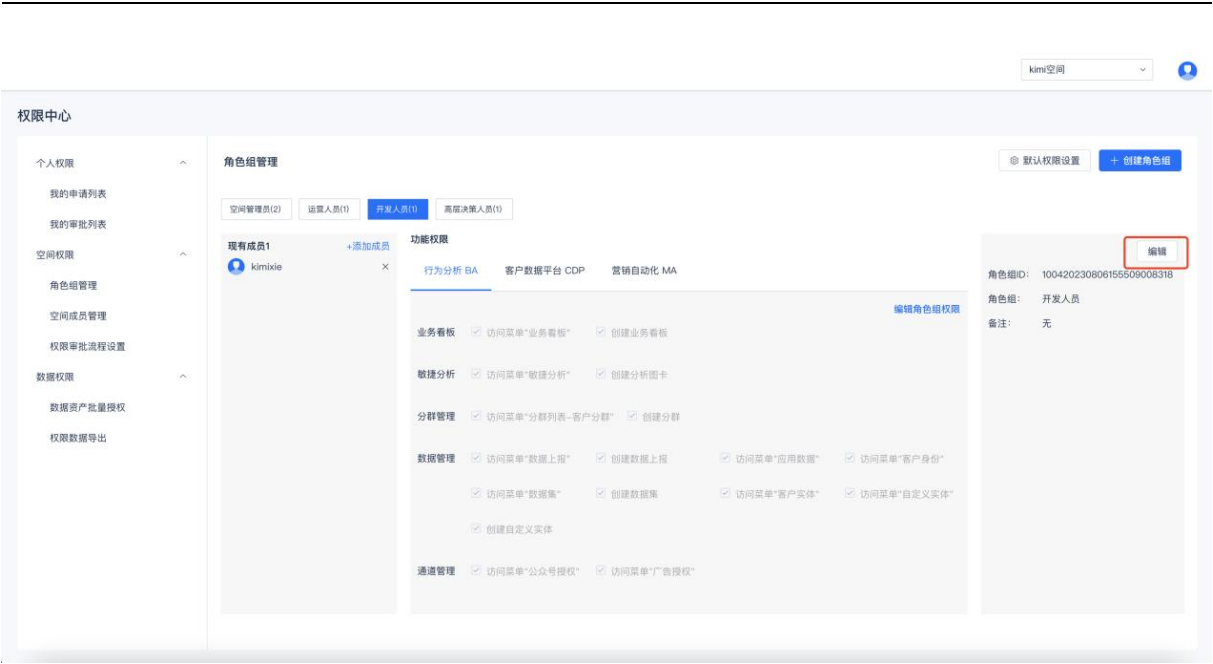 kimi空间
权限中心
个人权限
我的申请列表
我的审批列表
空间权限
角色组管理
空间成员管理
权限审批流程设置
数据权限
数据资产批量授权
权限数据导出
角色组管理
默认权限设置
+ 创建角色组
空间管理员(2) 运营人员(1) 开发人员(1) 高层决策人员(1)
现有成员1 +添加成员
kimixie ×
功能权限
行为分析 BA 客户数据平台 CDP 营销自动化 MA
编辑角色组权限
业务看板 访问菜单"业务看板" 创建业务看板
敏捷分析 访问菜单"敏捷分析" 创建分析图卡
分群管理 访问菜单"分群列表-客户分群" 创建分群
数据管理 访问菜单"数据上报" 创建数据上报 访问菜单"应用数据" 访问菜单"客户身份"
访问菜单"数据集" 创建数据集 访问菜单"客户实体" 访问菜单"自定义实体"
创建自定义实体
通道管理 访问菜单"公众号授权" 访问菜单"广告授权"
编辑
角色组ID: 100420230806155509008318
角色组: 开发人员
备注: 无